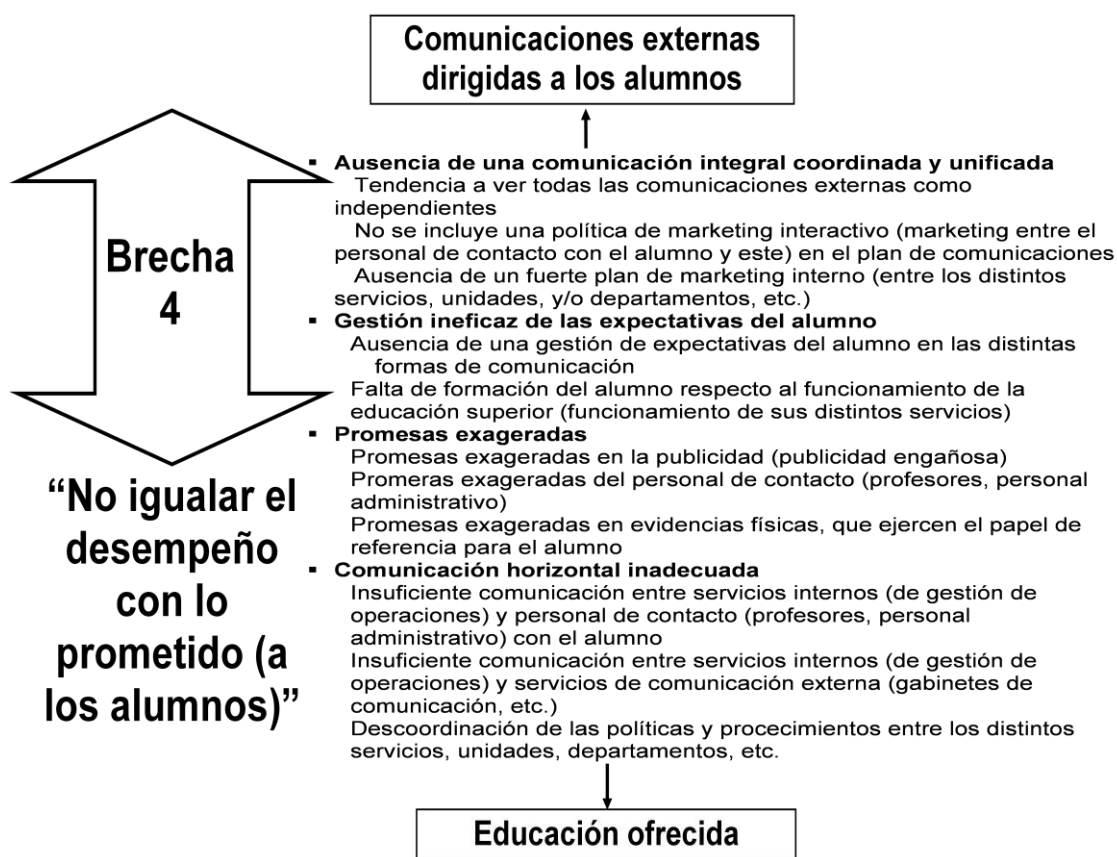 Comunicaciones externas
dirigidas a los alumnos
▪ Ausencia de una comunicación integral coordinada y unificada
Tendencia a ver todas las comunicaciones externas como
independientes
No se incluye una política de marketing interactivo (marketing entre el
personal de contacto con el alumno y este) en el plan de comunicaciones
Ausencia de un fuerte plan de marketing interno (entre los distintos
servicios, unidades, y/o departamentos, etc.)
▪ Gestión ineficaz de las expectativas del alumno
Ausencia de una gestión de expectativas del alumno en las distintas
formas de comunicación
Falta de formación del alumno respecto al funcionamiento de la
educación superior (funcionamiento de sus distintos servicios)
▪ Promesas exageradas
Promesas exageradas en la publicidad (publicidad engañosa)
Promeras exageradas del personal de contacto (profesores, personal
administrativo)
Promesas exageradas en evidencias físicas, que ejercen el papel de
referencia para el alumno
▪ Comunicación horizontal inadecuada
Insuficiente comunicación entre servicios internos (de gestión de
operaciones) y personal de contacto (profesores, personal
administrativo) con el alumno
Insuficiente comunicación entre servicios internos (de gestión de
operaciones) y servicios de comunicación externa (gabinetes de
comunicación, etc.)
Descoordinación de las políticas y procecimientos entre los distintos
servicios, unidades, departamentos, etc.
Brecha
4
“No igualar el
desempeño
con lo
prometido (a
los alumnos)”
Educación ofrecida